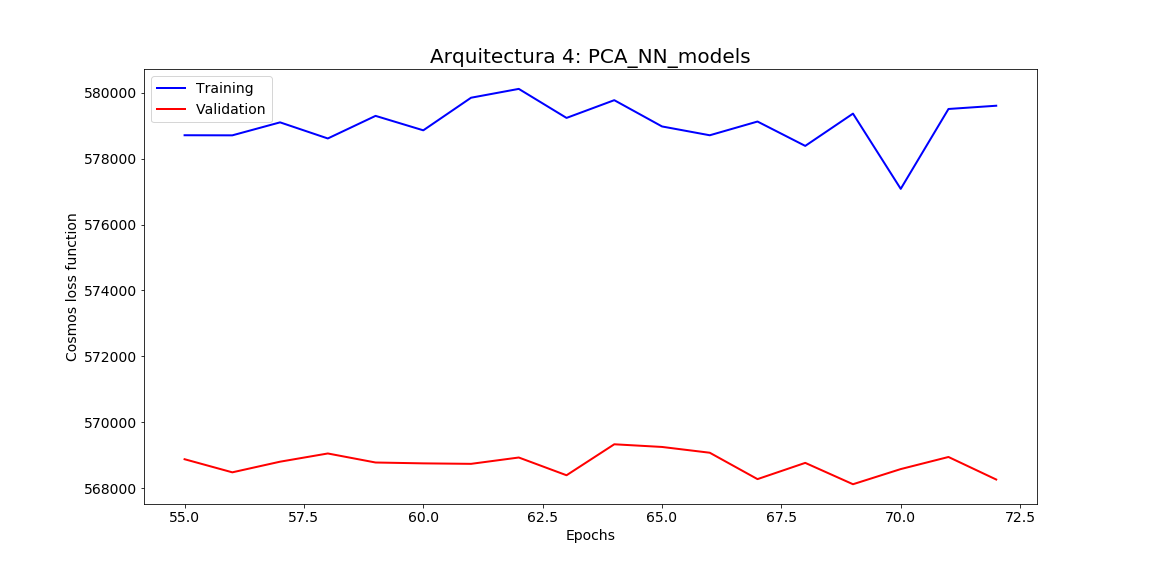 Arquitectura 4: PCA_NN_models
Training
Validation
Cosmos loss function
580000
578000
576000
574000
572000
570000
568000
55.0 57.5 60.0 62.5 65.0 67.5 70.0 72.5
Epochs